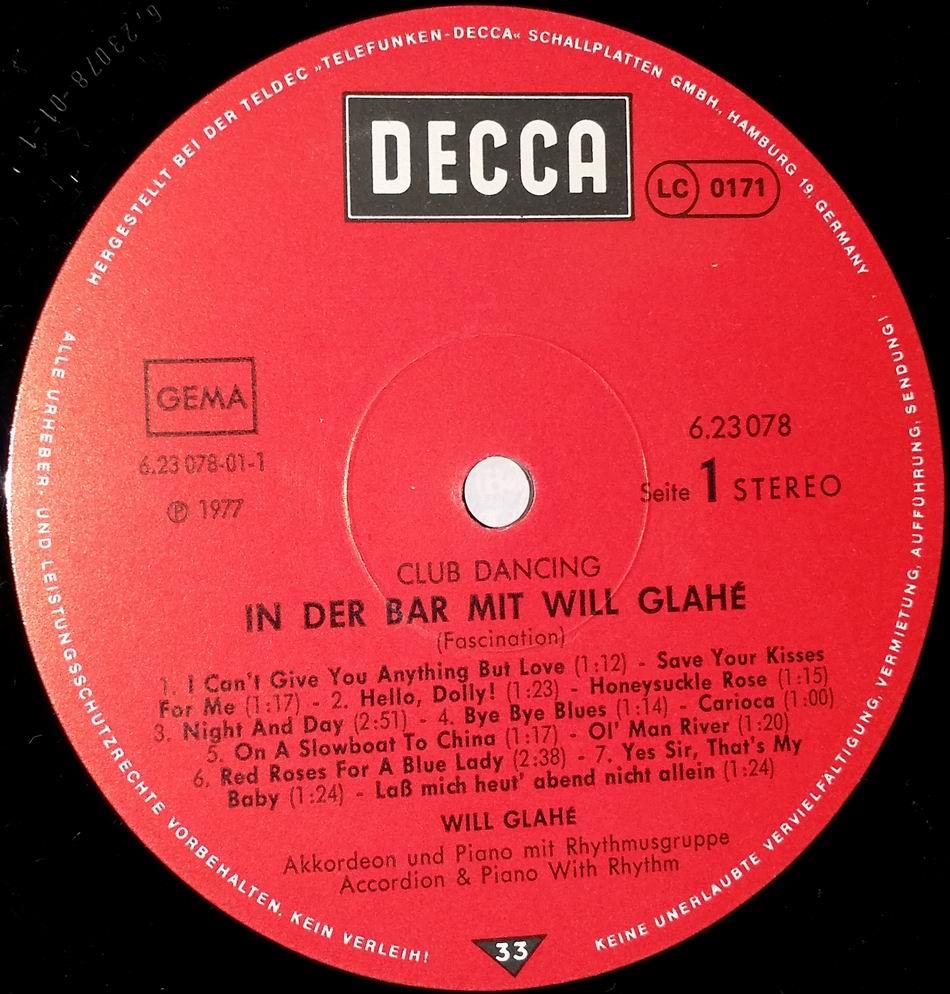 6.23078-01-1
HERGESTELLT BEI DER TELDEC „TELEFUNKEN-DECCA“ SCHALLPLATTEN GMBH., HAMBURG 19, GERMANY
DECCA
LC 0171
GEMA
6.23 078-01-1
℗ 1977
6.23078
Seite 1 STEREO
CLUB DANCING
IN DER BAR MIT WILL GLAHÉ
(Fascination)
1. I Can't Give You Anything But Love (1:12) - Save Your Kisses
For Me (1:17) - 2. Hello, Dolly! (1:23) - Honeysuckle Rose (1:15)
3. Night And Day (2:51) - 4. Bye Bye Blues (1:14) - Carioca (1:00)
5. On A Slowboat To China (1:17) - Ol' Man River (1:20)
6. Red Roses For A Blue Lady (2:38) - 7. Yes Sir, That's My
Baby (1:24) - Laß mich heut' abend nicht allein (1:24)
WILL GLAHÉ
Akkordeon und Piano mit Rhythmusgruppe
Accordion & Piano With Rhythm
33
ALLE URHEBER- UND LEISTUNGSSCHUTZRECHTE VORBEHALTEN. KEIN VERLEIH!
KEINE UNERLAUBTE VERVIELFÄLTIGUNG, VERMIETUNG, AUFFÜHRUNG, SENDUNG!